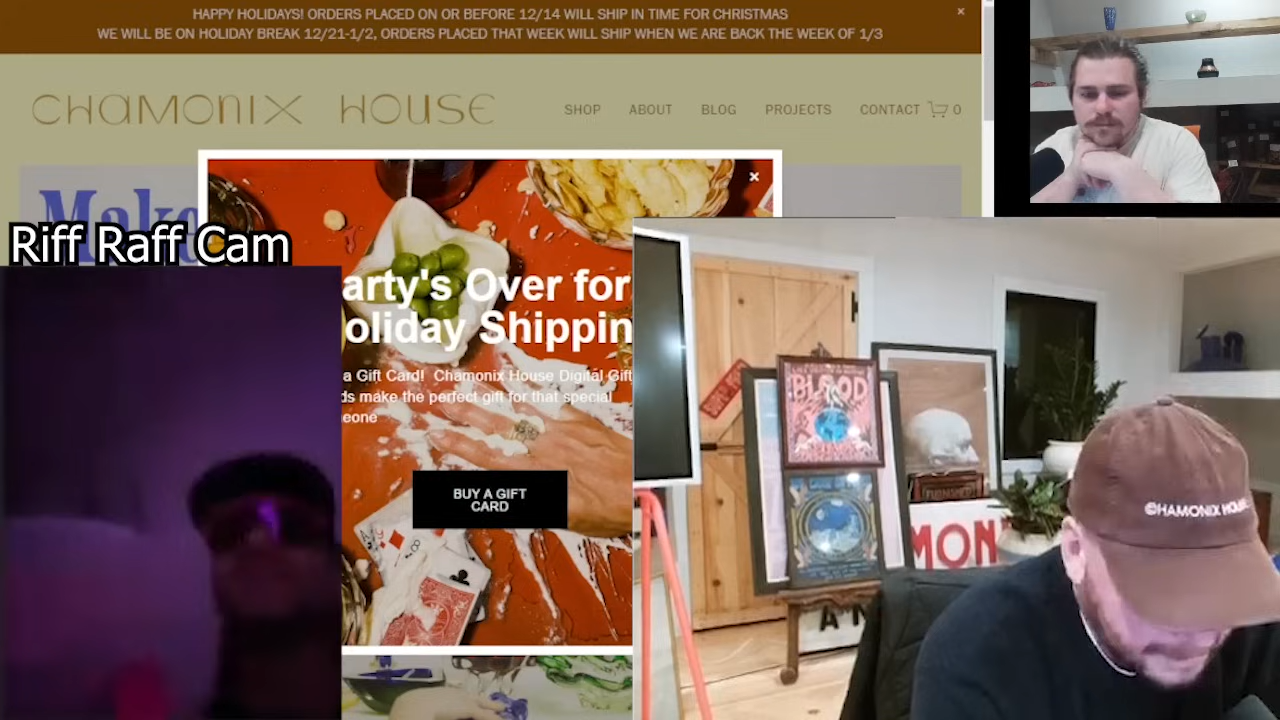 HAPPY HOLIDAYS! ORDERS PLACED ON OR BEFORE 12/14 WILL SHIP IN TIME FOR CHRISTMAS
WE WILL BE ON HOLIDAY BREAK 12/21-1/2, ORDERS PLACED THAT WEEK WILL SHIP WHEN WE ARE BACK THE WEEK OF 1/3
CHAMONIX HOUSE
SHOP ABOUT BLOG PROJECTS CONTACT 0
Make
Riff Raff Cam
arty's Over for
oliday Shippin
a Gift Card! Chamonix House Digital Gift
ds make the perfect gift for that special
eone
BUY A GIFT
CARD
BLOOD
MON
CHAMONIX HOUSE